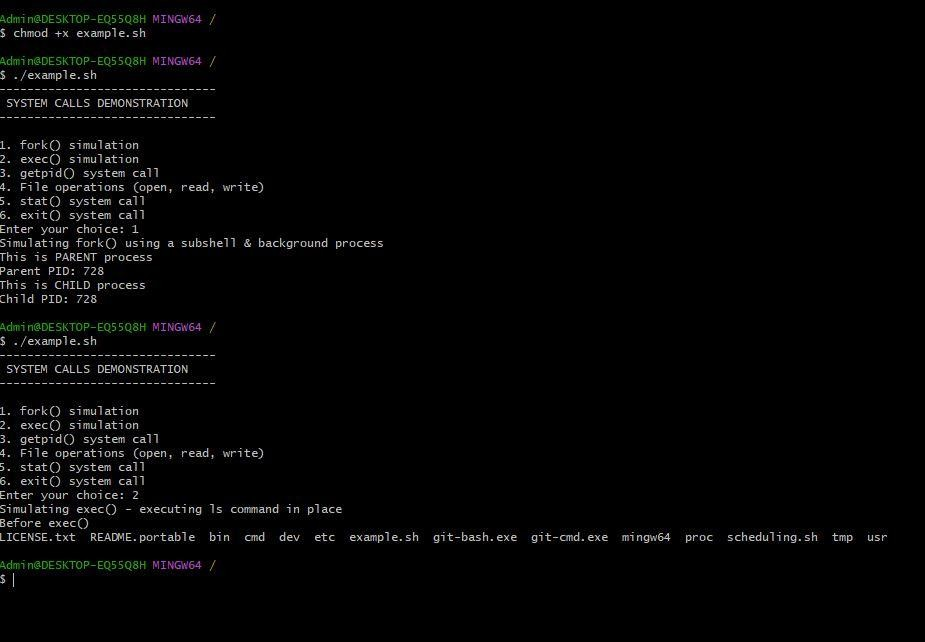 Admin@DESKTOP-EQ55Q8H MINGW64 /
$ chmod +x example.sh
Admin@DESKTOP-EQ55Q8H MINGW64 /
$ ./example.sh
-------------------------------
SYSTEM CALLS DEMONSTRATION
-------------------------------
1. fork() simulation
2. exec() simulation
3. getpid() system call
4. File operations (open, read, write)
5. stat() system call
6. exit() system call
Enter your choice: 1
Simulating fork() using a subshell & background process
This is PARENT process
Parent PID: 728
This is CHILD process
Child PID: 728
Admin@DESKTOP-EQ55Q8H MINGW64 /
$ ./example.sh
-------------------------------
SYSTEM CALLS DEMONSTRATION
-------------------------------
1. fork() simulation
2. exec() simulation
3. getpid() system call
4. File operations (open, read, write)
5. stat() system call
6. exit() system call
Enter your choice: 2
Simulating exec() - executing ls command in place
Before exec()
LICENSE.txt  README.portable  bin  cmd  dev  etc  example.sh  git-bash.exe  git-cmd.exe  mingw64  proc  scheduling.sh  tmp  usr
Admin@DESKTOP-EQ55Q8H MINGW64 /
$